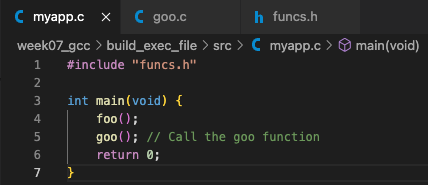 C myapp.c C goo.c h funcs.h
week07_gcc > build_exec_file > src > C myapp.c > main(void)
1 #include "funcs.h"
2
3 int main(void) {
4     foo();
5     goo(); // Call the goo function
6     return 0;
7 }